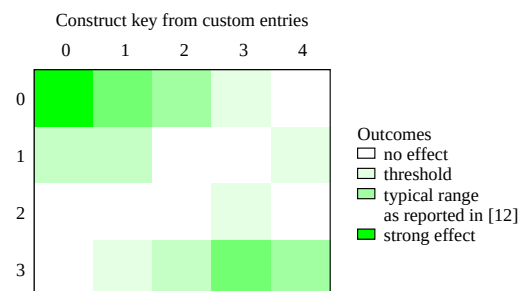 Construct key from custom entries
0 1 2 3 4
0
1
2
3
Outcomes
no effect
threshold
typical range
as reported in [12]
strong effect